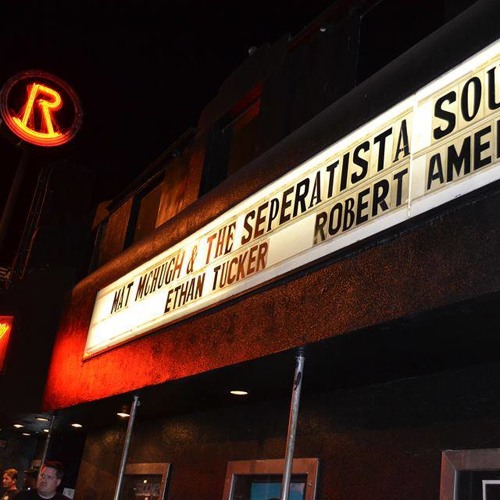 R
MAT MCHUGH & THE SEPERATISTA SOU
ETHAN TUCKER ROBERT AMER